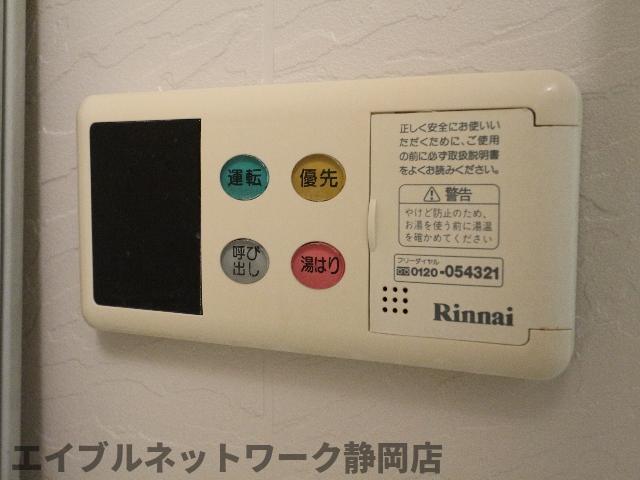 運転
優先
呼び
出し
湯はり
正しく安全にお使いい
ただくために、ご使用
の前に必ず取扱説明書
をよくお読みください。
警告
やけど防止のため、
お湯を使う前に湯温
を確かめてください
フリーダイヤル
0120-054321
Rinnai
エイブルネットワーク静岡店